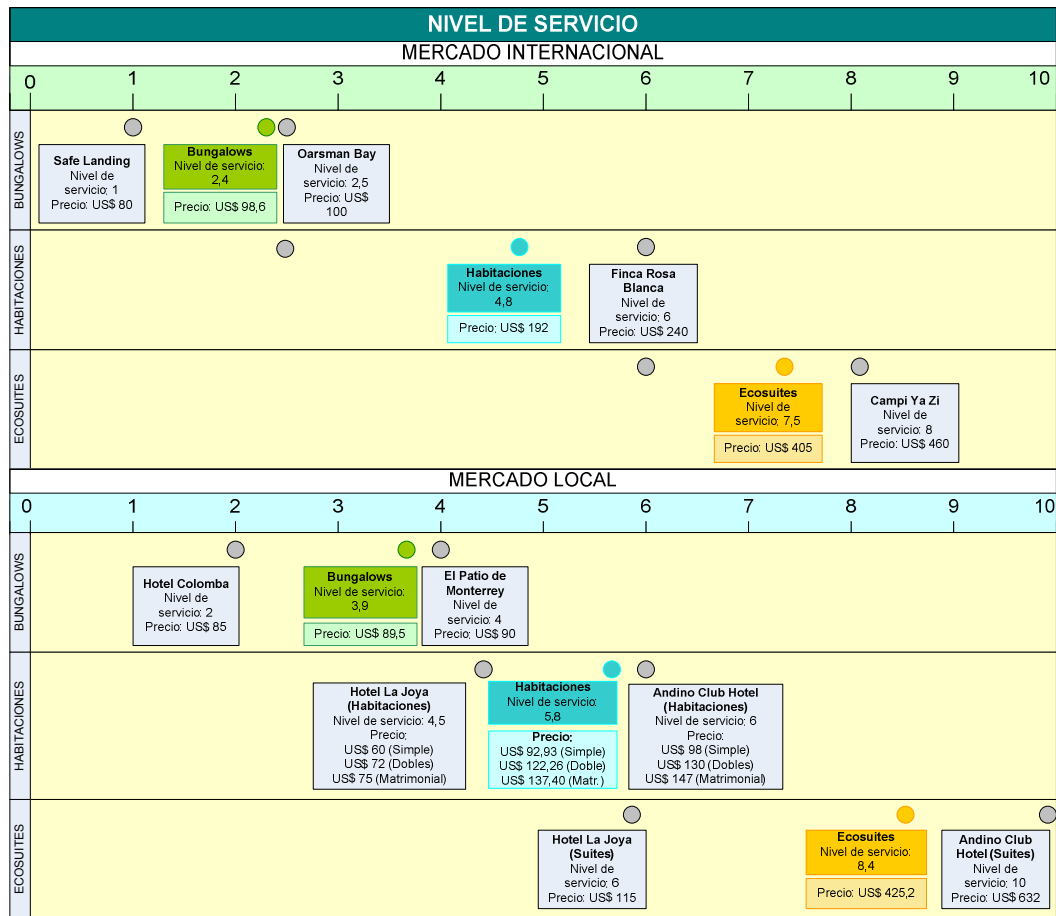 NIVEL DE SERVICIO
MERCADO INTERNACIONAL
0 1 2 3 4 5 6 7 8 9 10
BUNGALOWS
Safe Landing
Nivel de
servicio: 1
Precio: US$ 80
Bungalows
Nivel de servicio:
2,4
Precio: US$ 98,6
Oarsman Bay
Nivel de
servicio: 2,5
Precio: US$
100
HABITACIONES
Habitaciones
Nivel de servicio:
4,8
Precio: US$ 192
Finca Rosa
Blanca
Nivel de
servicio: 6
Precio: US$ 240
ECOSUITES
Ecosuites
Nivel de
servicio: 7,5
Precio: US$ 405
Campi Ya Zi
Nivel de
servicio: 8
Precio: US$ 460
MERCADO LOCAL
0 1 2 3 4 5 6 7 8 9 10
BUNGALOWS
Hotel Colomba
Nivel de
servicio: 2
Precio: US$ 85
Bungalows
Nivel de servicio:
3,9
Precio: US$ 89,5
El Patio de
Monterrey
Nivel de
servicio: 4
Precio: US$ 90
HABITACIONES
Hotel La Joya
(Habitaciones)
Nivel de servicio: 4,5
Precio:
US$ 60 (Simple)
US$ 72 (Dobles)
US$ 75 (Matrimonial)
Habitaciones
Nivel de servicio:
5,8
Precio:
US$ 92,93 (Simple)
US$ 122,26 (Doble)
US$ 137,40 (Matr.)
Andino Club Hotel
(Habitaciones)
Nivel de servicio: 6
Precio:
US$ 98 (Simple)
US$ 130 (Dobles)
US$ 147 (Matrimonial)
ECOSUITES
Hotel La Joya
(Suites)
Nivel de
servicio: 6
Precio: US$ 115
Ecosuites
Nivel de servicio:
8,4
Precio: US$ 425,2
Andino Club
Hotel (Suites)
Nivel de
servicio: 10
Precio: US$ 632